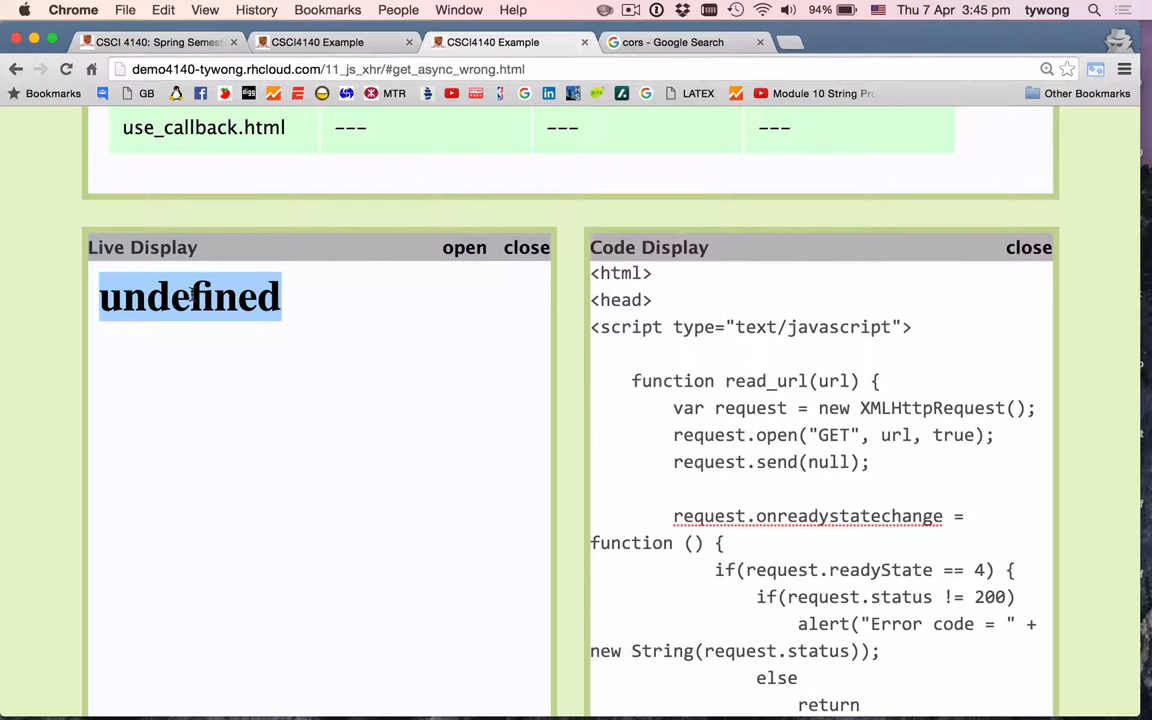 Chrome File Edit View History Bookmarks People Window Help 94% Thu 7 Apr 3:45 pm tywong
CSCI 4140: Spring Semest CSCI4140 Example CSCI4140 Example cors - Google Search
demo4140-tywong.rhcloud.com/11_js_xhr/#get_async_wrong.html
Bookmarks GB MTR LATEX Module 10 String Pro Other Bookmarks
use_callback.html --- --- ---
Live Display open close
undefined
Code Display close
<html>
<head>
<script type="text/javascript">
function read_url(url) {
var request = new XMLHttpRequest();
request.open("GET", url, true);
request.send(null);
request.onreadystatechange =
function () {
if(request.readyState == 4) {
if(request.status != 200)
alert("Error code = " +
new String(request.status));
else
return